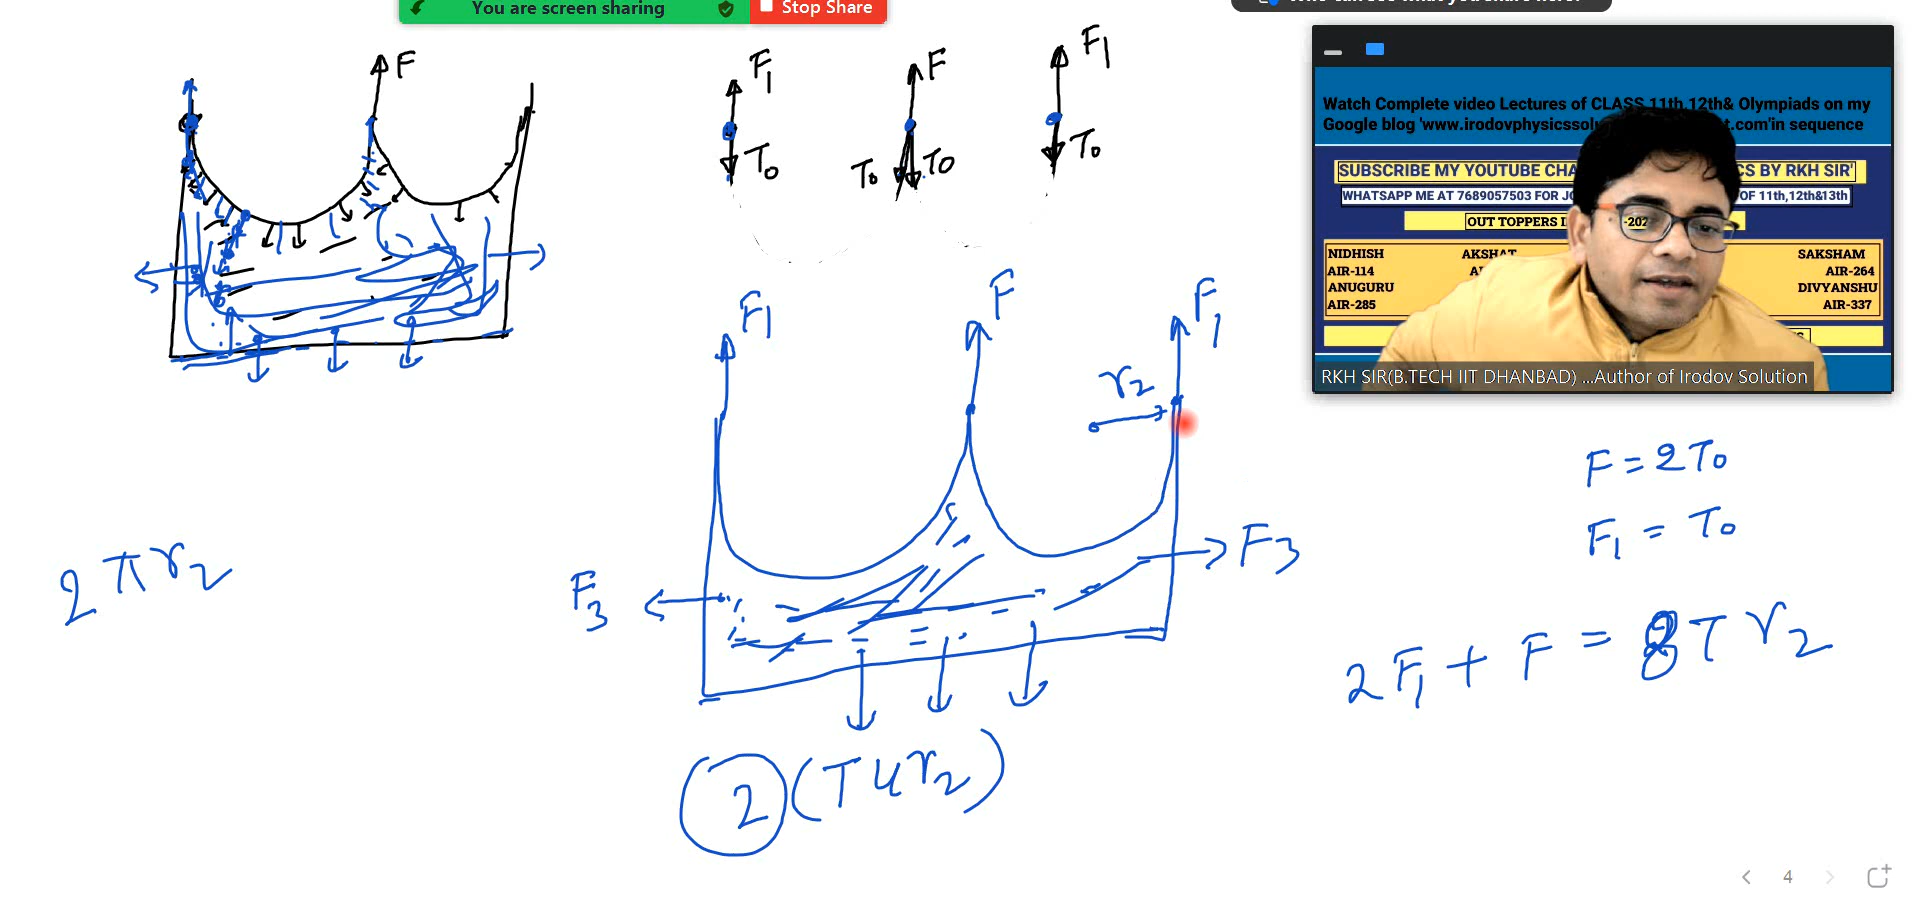 You are screen sharing
Stop Share
F
F1
F
F1
T0
T0
T0
T0
F1
F
F1
r2
F3
F3
2πr2
2(T4r2)
F=2T0
F1 = T0
2F1 + F = 8Tr2
Watch Complete video Lectures of CLASS 11th,12th& Olympiads on my
Google blog 'www.irodovphysicssol t.com'in sequence
SUBSCRIBE MY YOUTUBE CHA CS BY RKH SIR'
WHATSAPP ME AT 7689057503 FOR JO OF 11th,12th&13th
OUT TOPPERS I -202
NIDHISH AKSHAT SAKSHAM
AIR-114 AI AIR-264
ANUGURU DIVYANSHU
AIR-285 AIR-337
RKH SIR(B.TECH IIT DHANBAD) ...Author of Irodov Solution
4